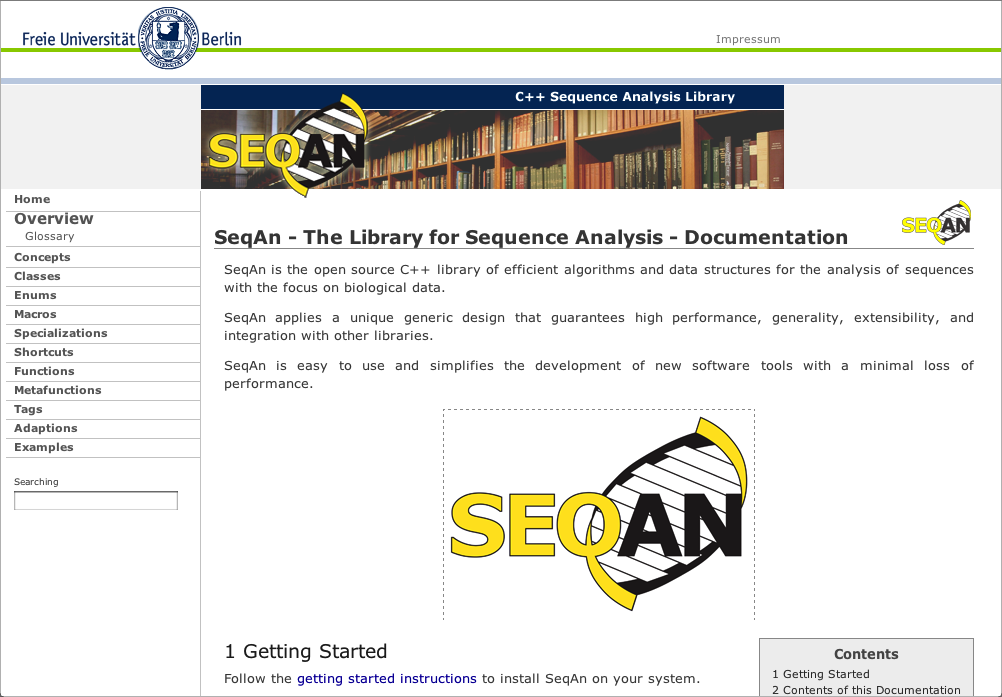 Freie Universität Berlin
Impressum
C++ Sequence Analysis Library
SEQAN
Home
Overview
Glossary
Concepts
Classes
Enums
Macros
Specializations
Shortcuts
Functions
Metafunctions
Tags
Adaptions
Examples
Searching
SEQAN
SeqAn - The Library for Sequence Analysis - Documentation
SeqAn is the open source C++ library of efficient algorithms and data structures for the analysis of sequences
with the focus on biological data.
SeqAn applies a unique generic design that guarantees high performance, generality, extensibility, and
integration with other libraries.
SeqAn is easy to use and simplifies the development of new software tools with a minimal loss of
performance.
SEQAN
1 Getting Started
Follow the getting started instructions to install SeqAn on your system.
Contents
1 Getting Started
2 Contents of this Documentation